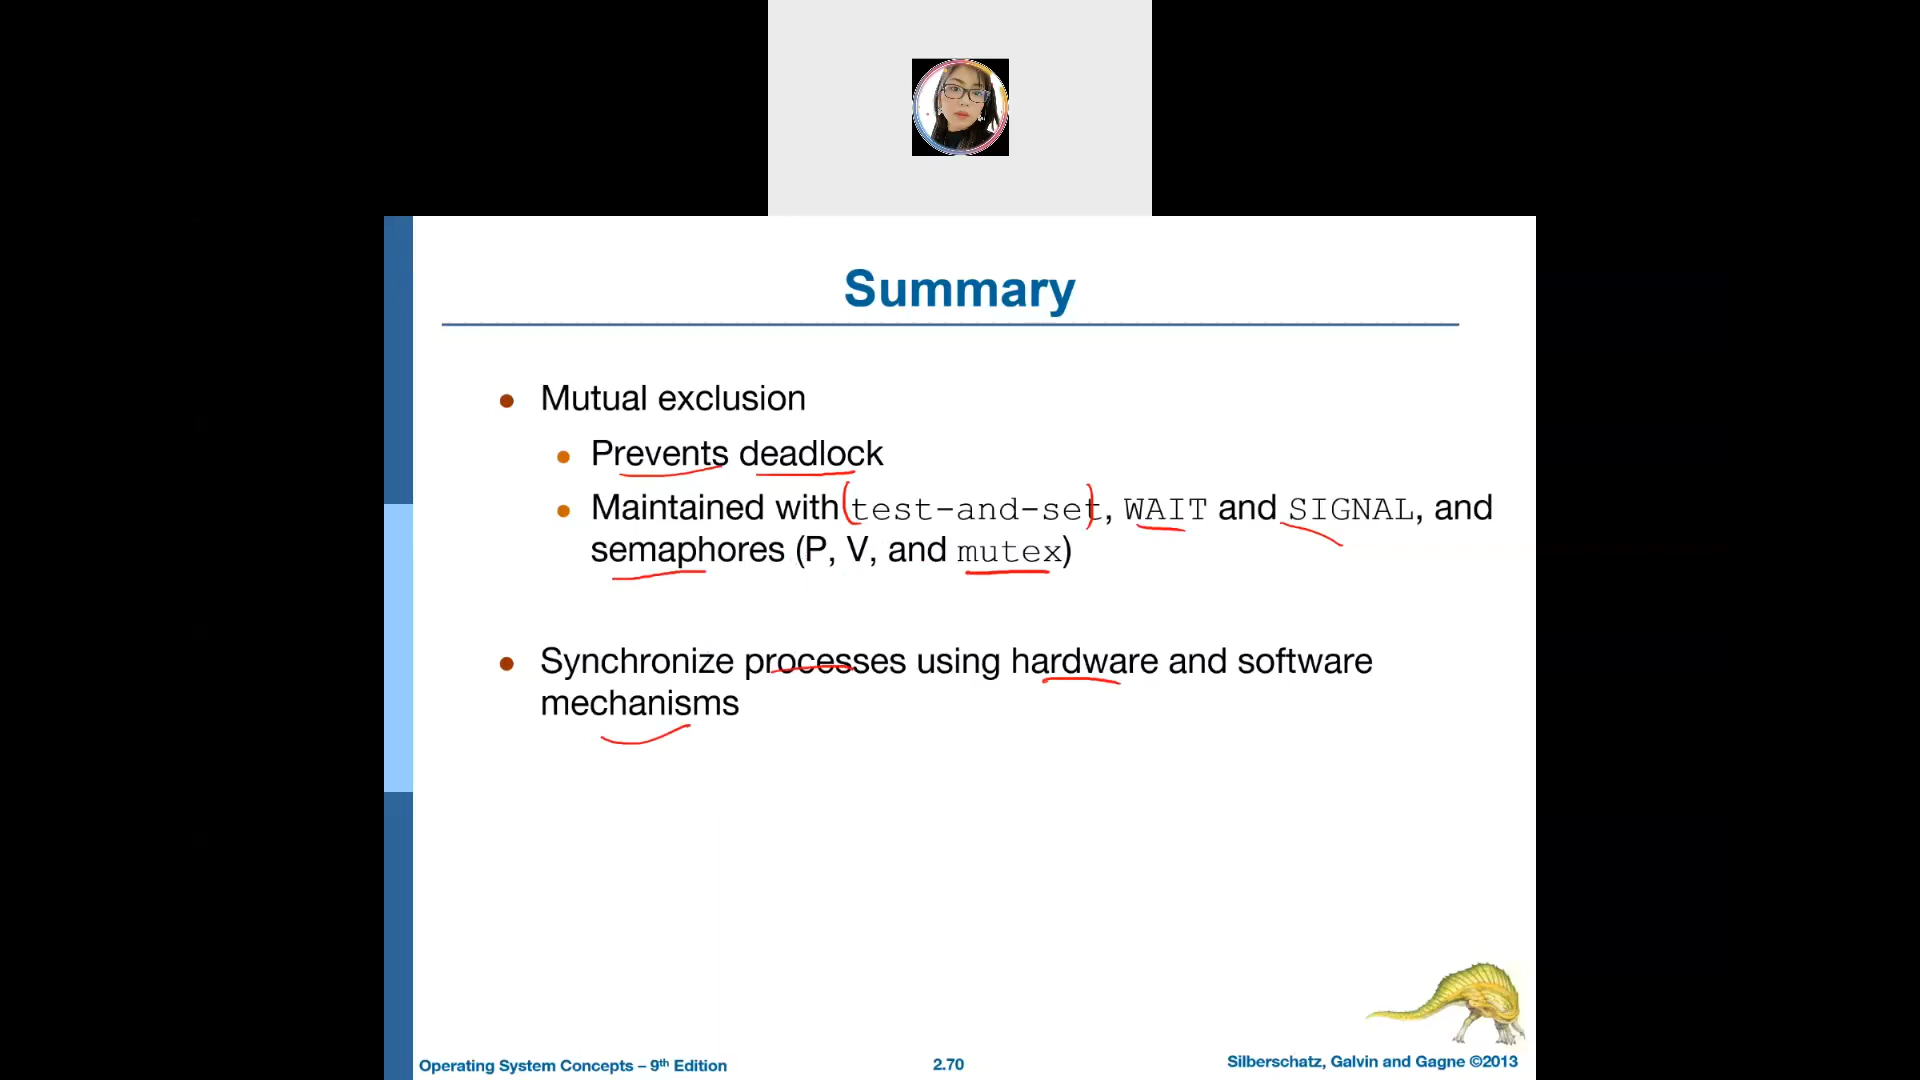 Summary
Mutual exclusion
Prevents deadlock
Maintained with test-and-set, WAIT and SIGNAL, and
semaphores (P, V, and mutex)
Synchronize processes using hardware and software
mechanisms
Operating System Concepts – 9th Edition
2.70
Silberschatz, Galvin and Gagne ©2013